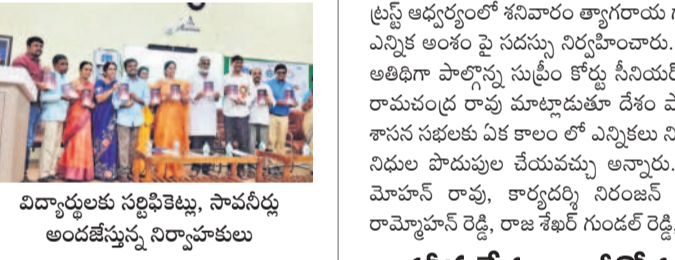 విద్యార్థులకు సర్టిఫికెట్లు, సావనీర్లు
అందజేస్తున్న నిర్వాహకులు
ట్రస్ట్ ఆధ్వర్యంలో శనివారం త్యాగరాయ
ఎన్నిక అంశం పై సదస్సు నిర్వహించారు.
అతిథిగా పాల్గొన్న సుప్రీం కోర్టు సీనియర్
రామచంద్ర రావు మాట్లాడుతూ దేశం
శాసన సభలకు ఏక కాలం లో ఎన్నికలు
నిధుల పొదుపుల చేయవచ్చు అన్నారు.
మోహన్ రావు, కార్యదర్శి నిరంజన్
రామ్మోహన్ రెడ్డి, రాజ శేఖర్ గుండల్ రెడ్డి,